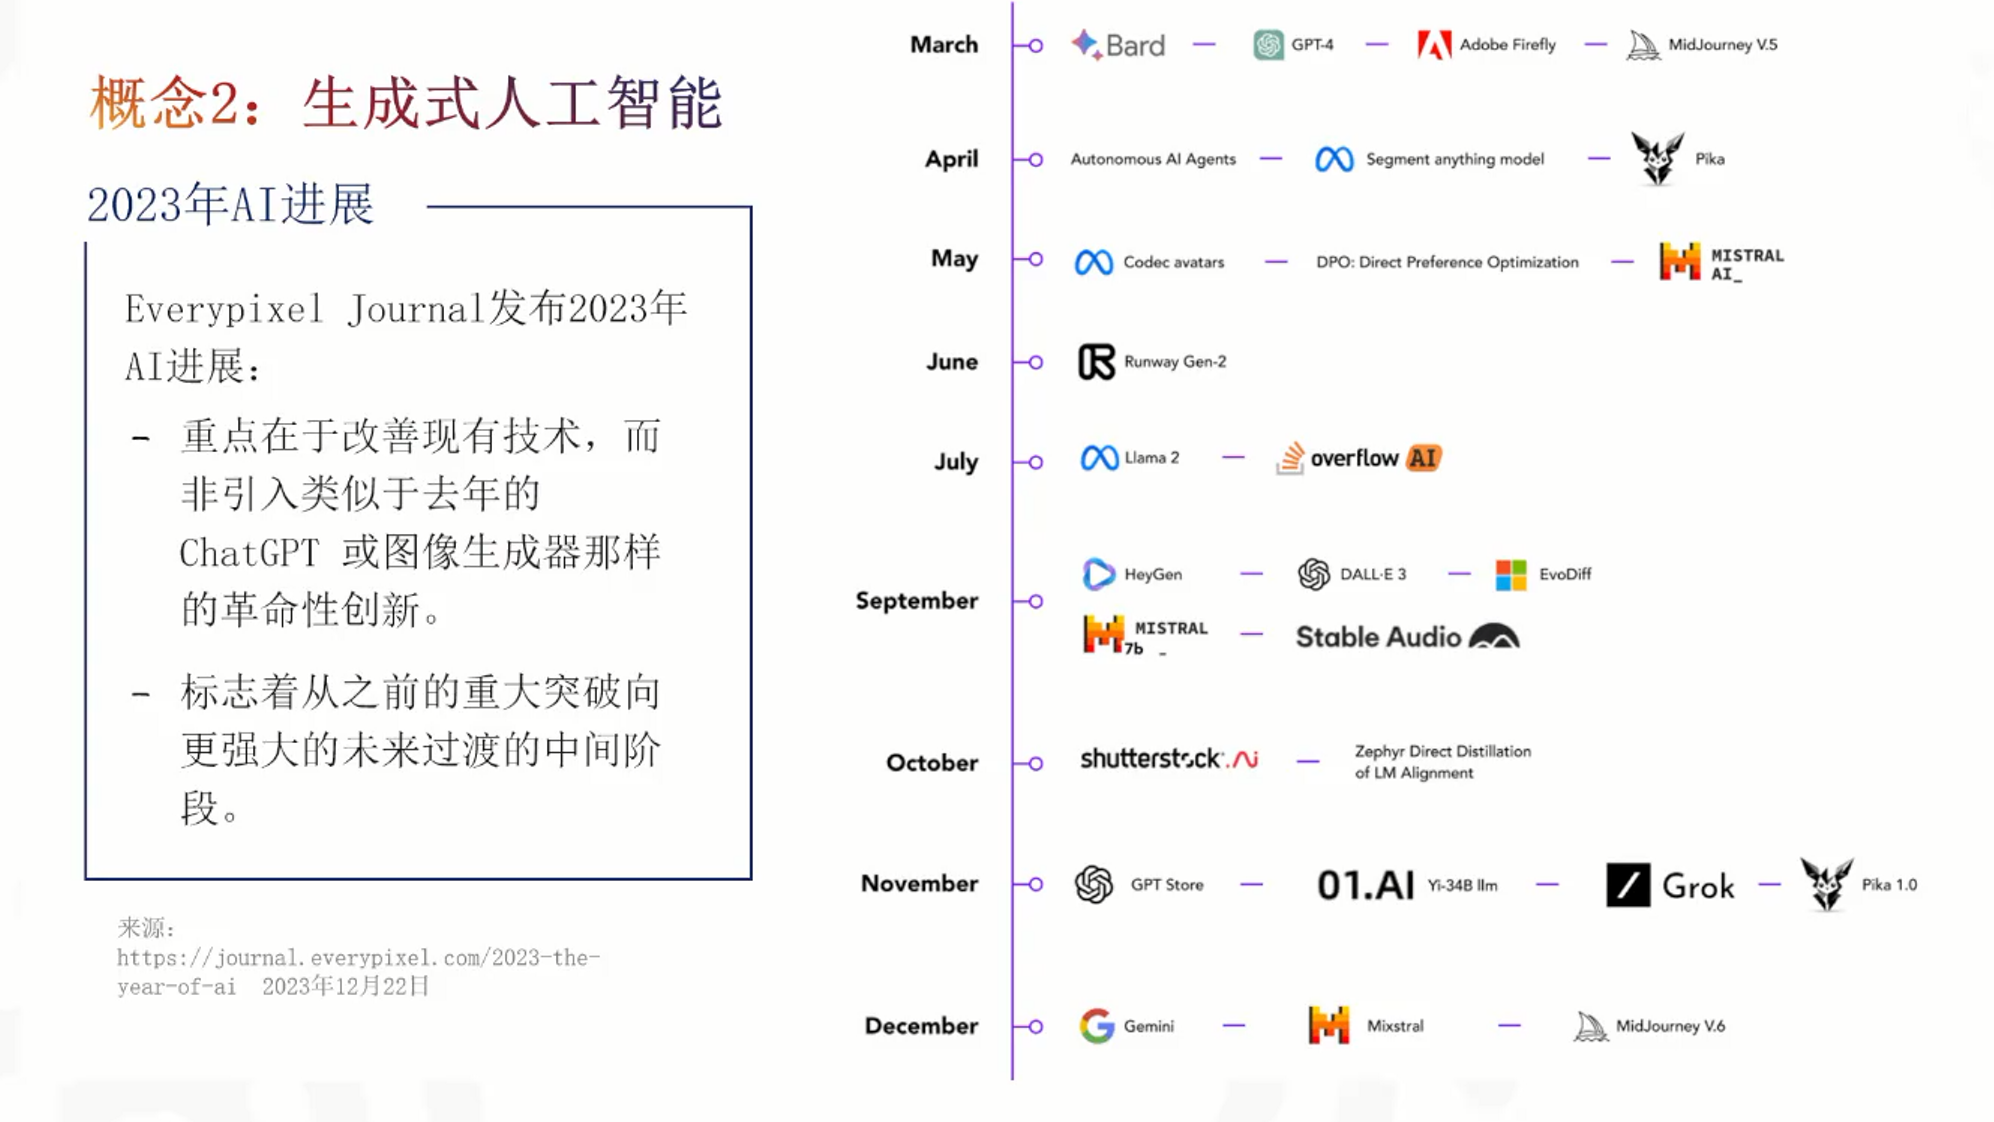 概念2：生成式人工智能
2023年AI进展
Everypixel Journal发布2023年
AI进展：
- 重点在于改善现有技术，而
非引入类似于去年的
ChatGPT 或图像生成器那样
的革命性创新。
- 标志着从之前的重大突破向
更强大的未来过渡的中间阶
段。
来源：
https://journal.everypixel.com/2023-the-
year-of-ai 2023年12月22日
March
Bard — GPT-4 — Adobe Firefly — MidJourney V.5
April
Autonomous AI Agents — Segment anything model — Pika
May
Codec avatars — DPO: Direct Preference Optimization — MISTRAL
AI_
June
Runway Gen-2
July
Llama 2 — overflow AI
September
HeyGen — DALL·E 3 — EvoDiff
MISTRAL
7b _ — Stable Audio
October
shutterstock.Ai — Zephyr Direct Distillation
of LM Alignment
November
GPT Store — 01.AI Yi-34B llm — Grok — Pika 1.0
December
Gemini — Mixstral — MidJourney V.6